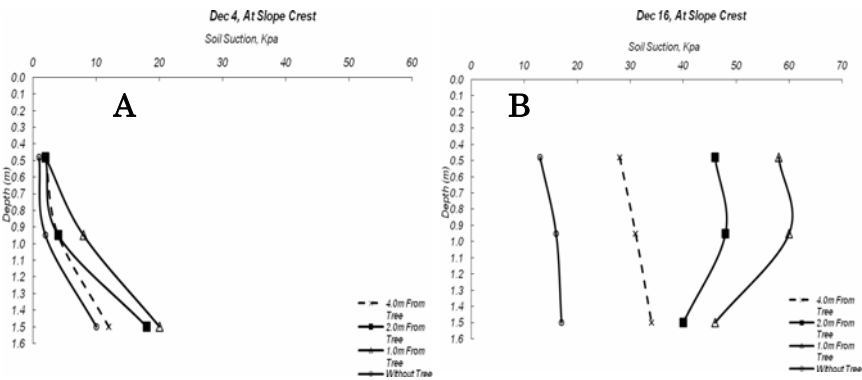 Dec 4, At Slope Crest
Soil Suction, Kpa
0 10 20 30 40 50 60
0.0
0.1
0.2
0.3
0.4
0.5
0.6
0.7
0.8
0.9
1.0
1.1
1.2
1.3
1.4
1.5
1.6
Depth (m)
A
4.0m From
Tree
2.0m From
Tree
1.0m From
Tree
Without Tree
Dec 16, At Slope Crest
Soil Suction, Kpa
0 10 20 30 40 50 60 70
0.0
0.1
0.2
0.3
0.4
0.5
0.6
0.7
0.8
0.9
1.0
1.1
1.2
1.3
1.4
1.5
1.6
Depth (m)
B
4.0m From
Tree
2.0m From
Tree
1.0m From
Tree
Without Tree